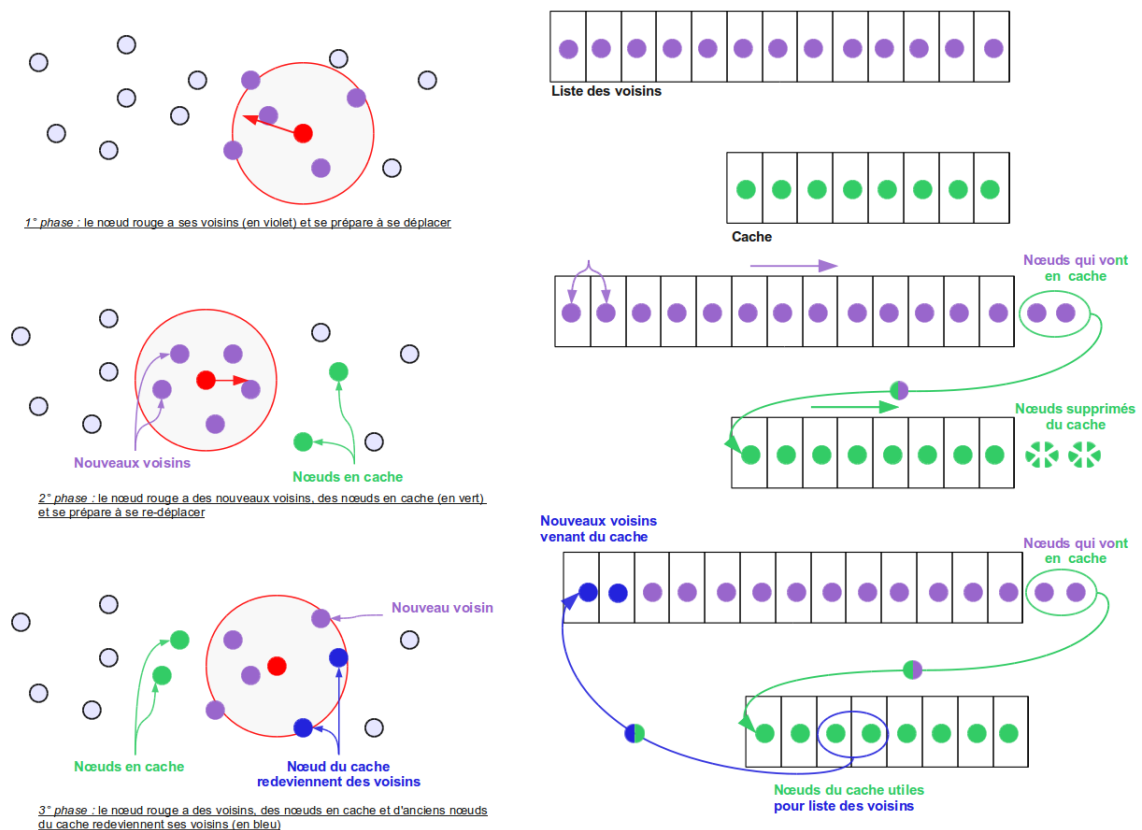 Liste des voisins
1° phase : le nœud rouge a ses voisins (en violet) et se prépare à se déplacer
Cache
Nœuds qui vont
en cache
Nouveaux voisins
Nœuds en cache
Nœuds supprimés
du cache
2° phase : le nœud rouge a des nouveaux voisins, des nœuds en cache (en vert)
et se prépare à se re-déplacer
Nouveaux voisins
venant du cache
Nœuds qui vont
en cache
Nouveau voisin
Nœuds en cache
Nœud du cache
redeviennent des voisins
Nœuds du cache utiles
pour liste des voisins
3° phase : le nœud rouge a des voisins, des nœuds en cache et d'anciens nœuds
du cache redeviennent ses voisins (en bleu)